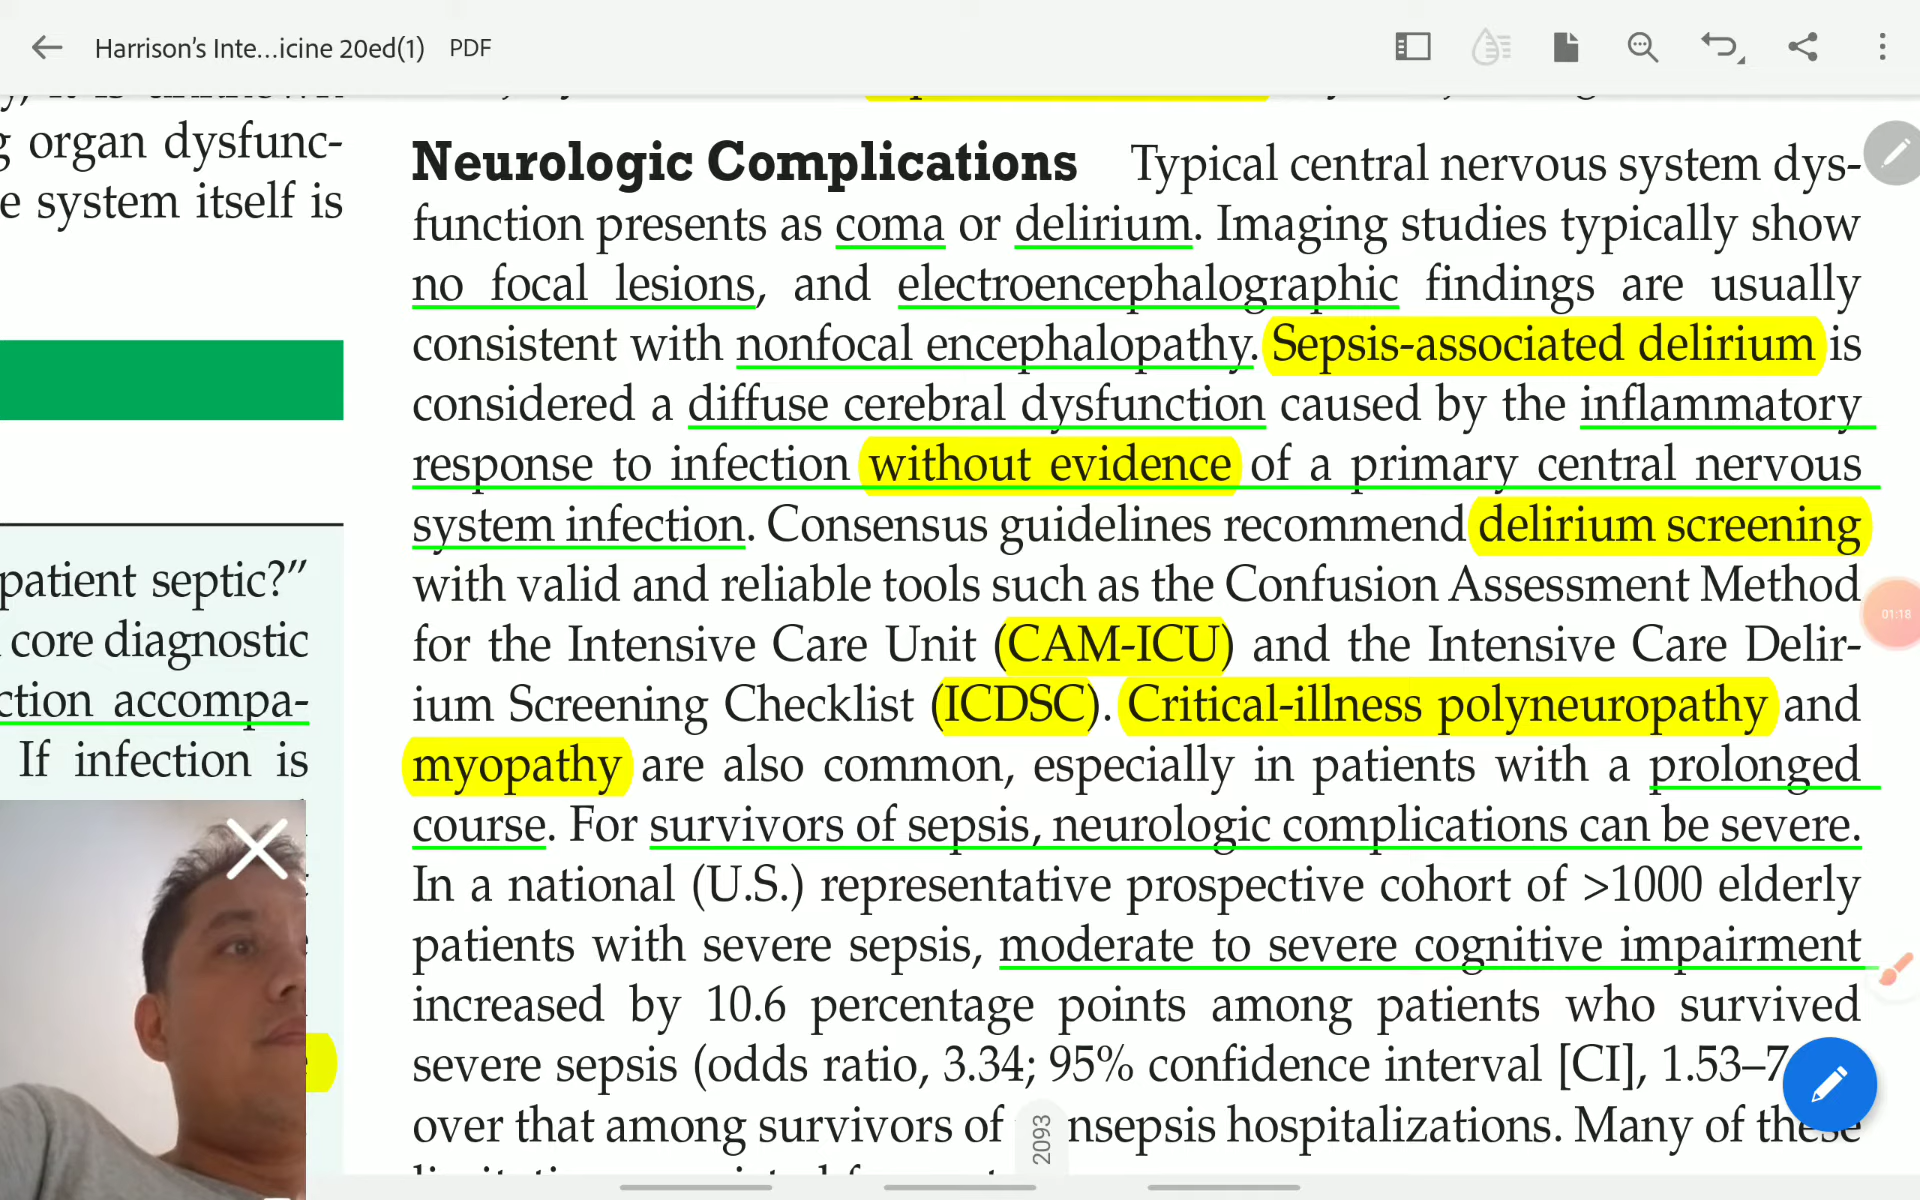 Harrison's Inte...icine 20ed(1) PDF
g organ dysfunc-
e system itself is
patient septic?"
core diagnostic
ction accompa-
If infection is
Neurologic Complications Typical central nervous system dys-
function presents as coma or delirium. Imaging studies typically show
no focal lesions, and electroencephalographic findings are usually
consistent with nonfocal encephalopathy. Sepsis-associated delirium is
considered a diffuse cerebral dysfunction caused by the inflammatory
response to infection without evidence of a primary central nervous
system infection. Consensus guidelines recommend delirium screening
with valid and reliable tools such as the Confusion Assessment Method
for the Intensive Care Unit (CAM-ICU) and the Intensive Care Delir-
ium Screening Checklist (ICDSC). Critical-illness polyneuropathy and
myopathy are also common, especially in patients with a prolonged
course. For survivors of sepsis, neurologic complications can be severe.
In a national (U.S.) representative prospective cohort of >1000 elderly
patients with severe sepsis, moderate to severe cognitive impairment
increased by 10.6 percentage points among patients who survived
severe sepsis (odds ratio, 3.34; 95% confidence interval [CI], 1.53–7
over that among survivors of nsepsis hospitalizations. Many of these
01:18
2093